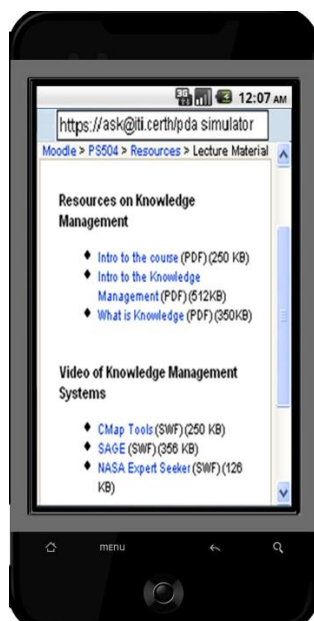 3G
12:07 AM
https://ask@iti.certh/pda simulator
Moodle > PS504 > Resources > Lecture Material
Resources on Knowledge
Management
Intro to the course (PDF)(250 KB)
Intro to the Knowledge
Management (PDF)(512KB)
What is Knowledge (PDF)(350KB)
Video of Knowledge Management
Systems
CMap Tools (SWF)(250 KB)
SAGE (SWF)(356 KB)
NASA Expert Seeker (SWF)(126
KB)
MENU